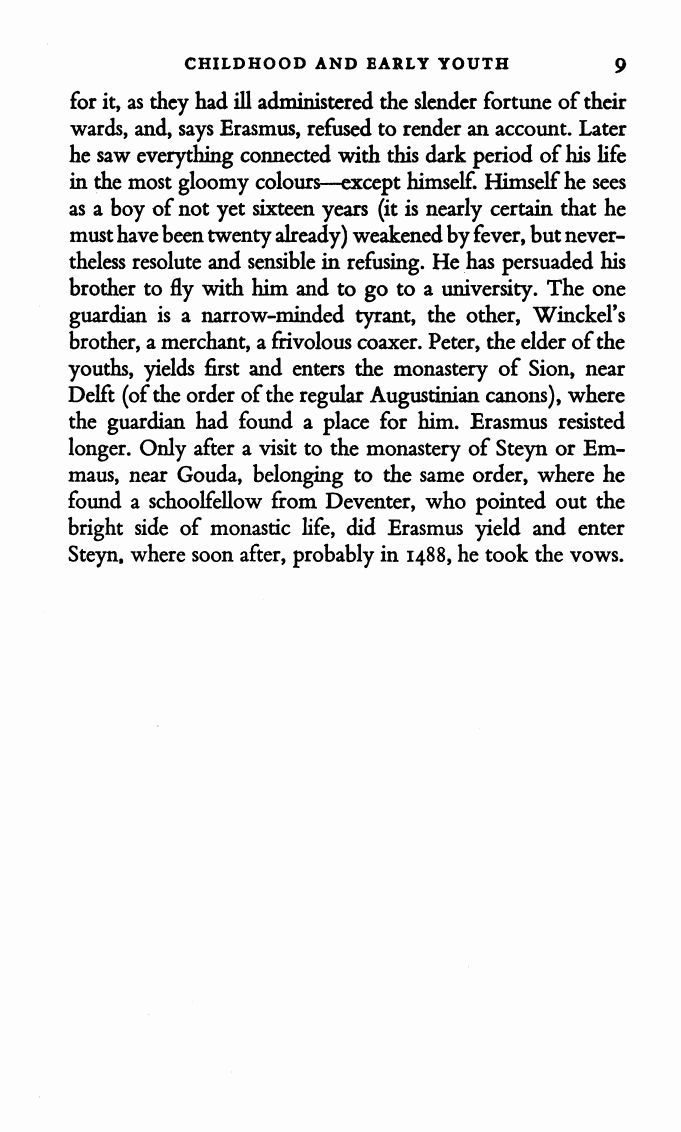 CHILDHOOD AND EARLY YOUTH 9
for it, as they had ill administered the slender fortune of their
wards, and, says Erasmus, refused to render an account. Later
he saw everything connected with this dark period of his life
in the most gloomy colours—except himself. Himself he sees
as a boy of not yet sixteen years (it is nearly certain that he
must have been twenty already) weakened by fever, but never-
theless resolute and sensible in refusing. He has persuaded his
brother to fly with him and to go to a university. The one
guardian is a narrow-minded tyrant, the other, Winckel's
brother, a merchant, a frivolous coaxer. Peter, the elder of the
youths, yields first and enters the monastery of Sion, near
Delft (of the order of the regular Augustinian canons), where
the guardian had found a place for him. Erasmus resisted
longer. Only after a visit to the monastery of Steyn or Em-
maus, near Gouda, belonging to the same order, where he
found a schoolfellow from Deventer, who pointed out the
bright side of monastic life, did Erasmus yield and enter
Steyn, where soon after, probably in 1488, he took the vows.